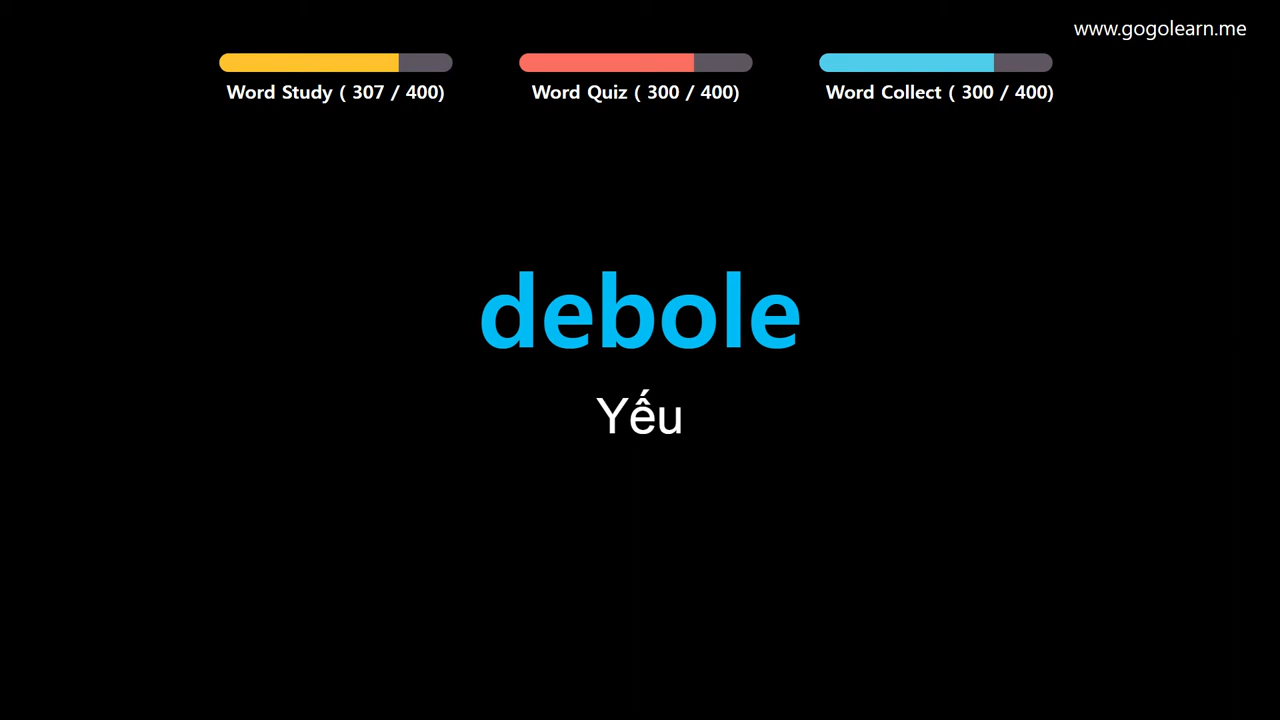 www.gogolearn.me
Word Study ( 307 / 400)
Word Quiz ( 300 / 400)
Word Collect ( 300 / 400)
debole
Yếu